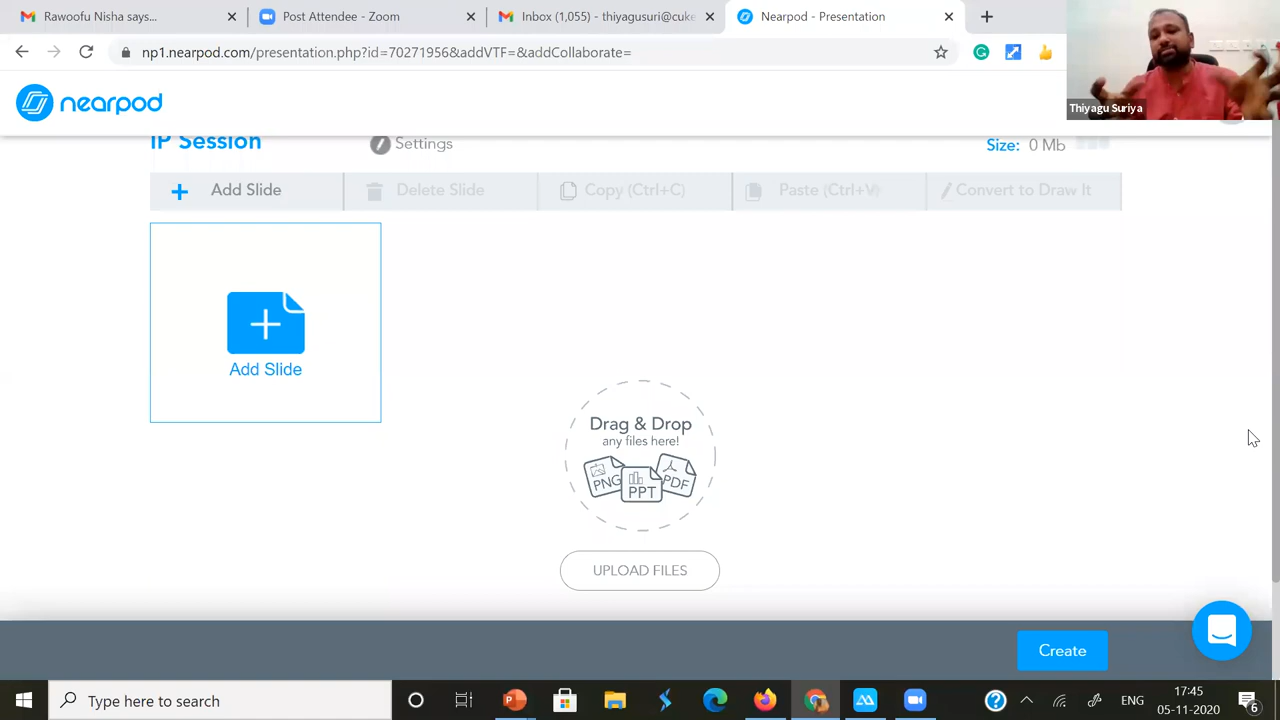 Rawoofu Nisha says...
Post Attendee - Zoom
Inbox (1,055) - thiyagusuri@cuke
Nearpod - Presentation
np1.nearpod.com/presentation.php?id=70271956&addVTF=&addCollaborate=
Thiyagu Suriya
nearpod
IP Session
Settings
Size: 0 Mb
Add Slide
Delete Slide
Copy (Ctrl+C)
Paste (Ctrl+V)
Convert to Draw It
Add Slide
Drag & Drop
any files here!
PNG
PPT
PDF
UPLOAD FILES
Create
Type here to search
ENG
17:45
05-11-2020
6